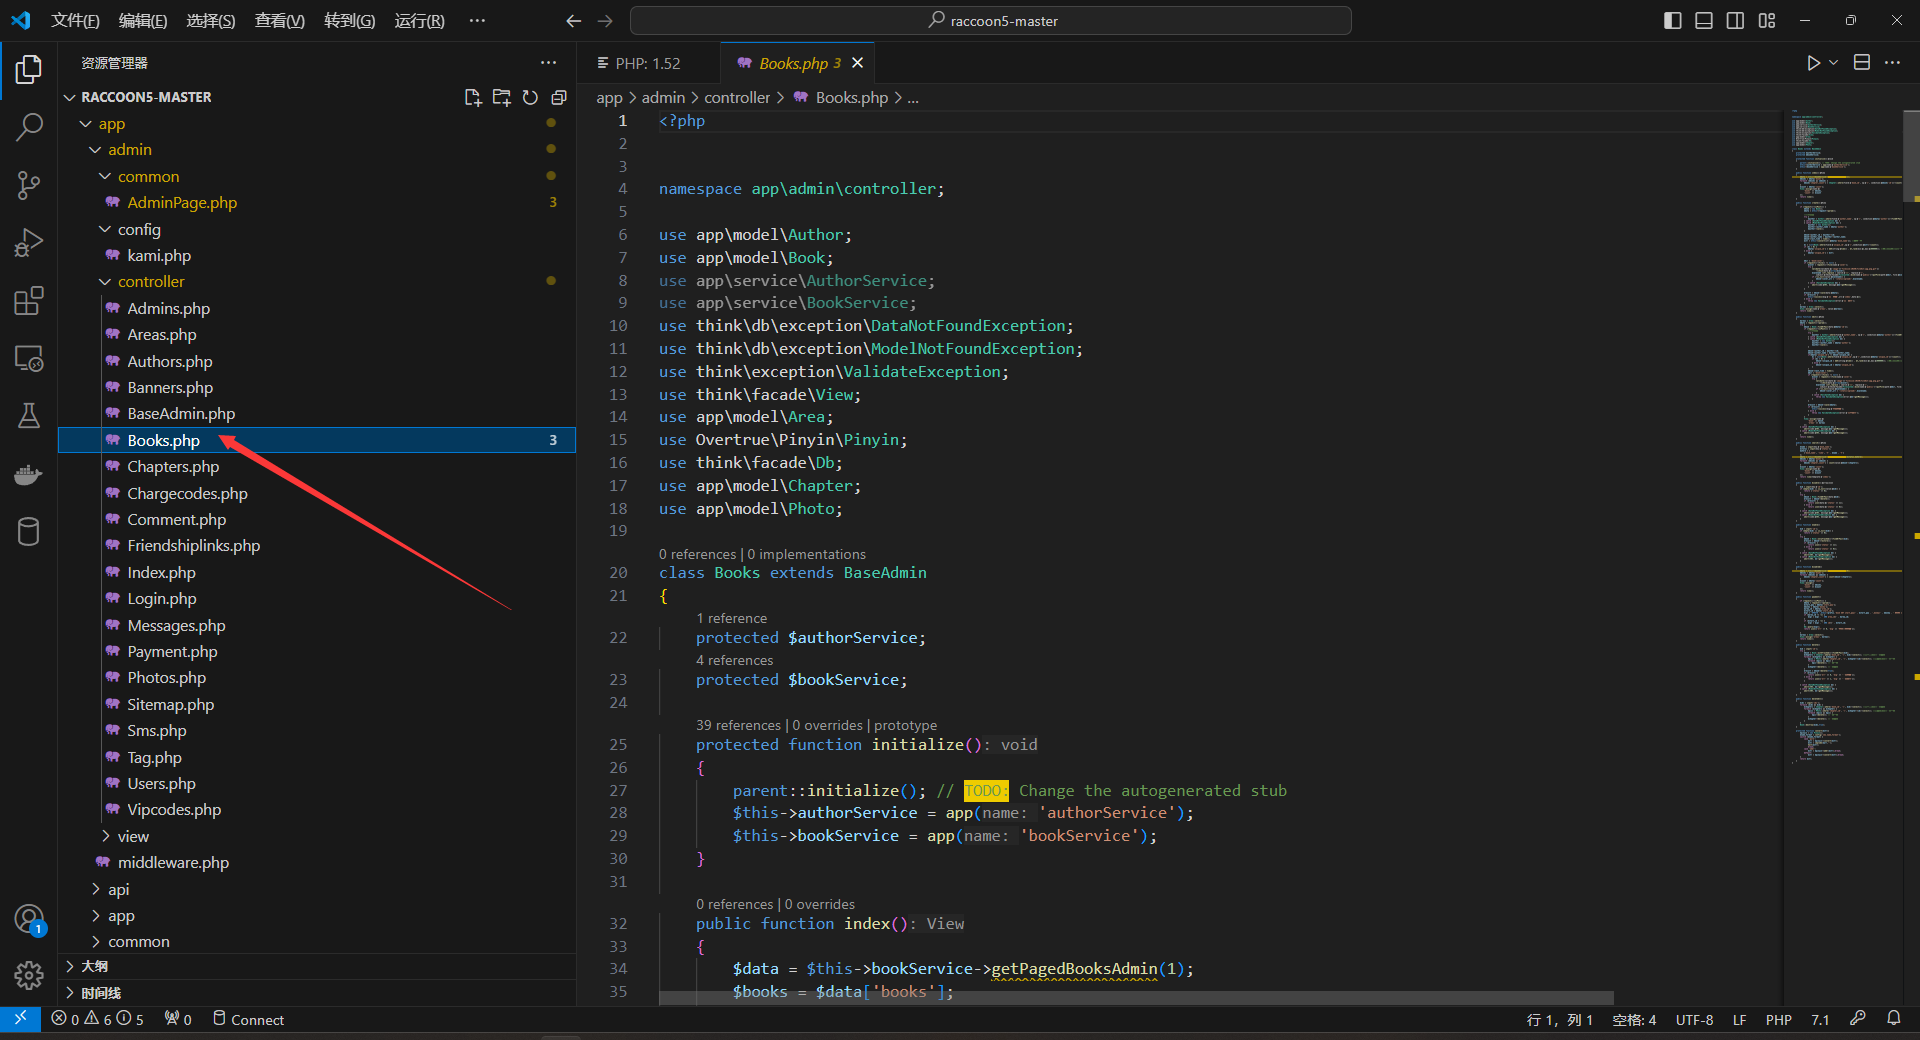 文件(F) 编辑(E) 选择(S) 查看(V) 转到(G) 运行(R) ···
raccoon5-master
资源管理器
RACCOON5-MASTER
app
admin
common
AdminPage.php 3
config
kami.php
controller
Admins.php
Areas.php
Authors.php
Banners.php
BaseAdmin.php
Books.php 3
Chapters.php
Chargecodes.php
Comment.php
Friendshiplinks.php
Index.php
Login.php
Messages.php
Payment.php
Photos.php
Sitemap.php
Sms.php
Tag.php
Users.php
Vipcodes.php
view
middleware.php
api
app
common
大纲
时间线
PHP: 1.52
Books.php 3
app > admin > controller > Books.php > ...
1 <?php
2
3
4 namespace app\admin\controller;
5
6 use app\model\Author;
7 use app\model\Book;
8 use app\service\AuthorService;
9 use app\service\BookService;
10 use think\db\exception\DataNotFoundException;
11 use think\db\exception\ModelNotFoundException;
12 use think\exception\ValidateException;
13 use think\facade\View;
14 use app\model\Area;
15 use Overtrue\Pinyin\Pinyin;
16 use think\facade\Db;
17 use app\model\Chapter;
18 use app\model\Photo;
19
0 references | 0 implementations
20 class Books extends BaseAdmin
21 {
1 reference
22 protected $authorService;
4 references
23 protected $bookService;
24
39 references | 0 overrides | prototype
25 protected function initialize(): void
26 {
27 parent::initialize(); // TODO: Change the autogenerated stub
28 $this->authorService = app(name: 'authorService');
29 $this->bookService = app(name: 'bookService');
30 }
31
0 references | 0 overrides
32 public function index(): View
33 {
34 $data = $this->bookService->getPagedBooksAdmin(1);
35 $books = $data['books'];
1
0 6 5 0 Connect
行 1, 列 1 空格: 4 UTF-8 LF PHP 7.1